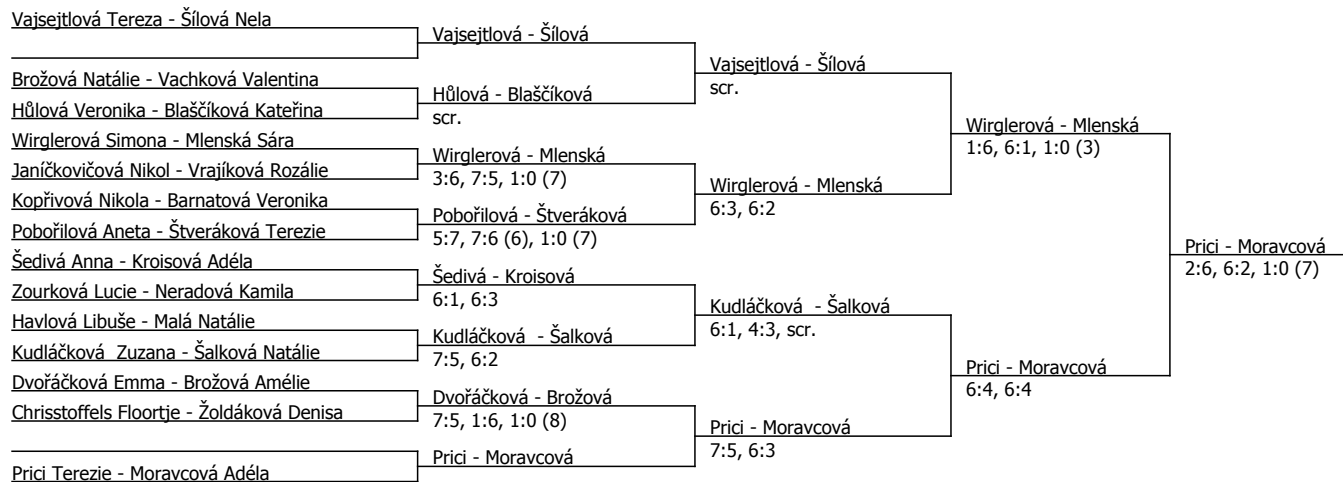 Vajsejtlová Tereza - Šílová Nela
Brožová Natálie - Vachková Valentina
Hůlová Veronika - Blaščíková Kateřina
Wirglerová Simona - Mlenská Sára
Janíčkovičová Nikol - Vrajíková Rozálie
Kopřivová Nikola - Barnatová Veronika
Pobořilová Aneta - Štveráková Terezie
Šedivá Anna - Kroisová Adéla
Zourková Lucie - Neradová Kamila
Havlová Libuše - Malá Natálie
Kudláčková  Zuzana - Šalková Natálie
Dvořáčková Emma - Brožová Amélie
Chrisstoffels Floortje - Žoldáková Denisa
Prici Terezie - Moravcová Adéla
Vajsejtlová - Šílová
Hůlová - Blaščíková
scr.
Wirglerová - Mlenská
3:6, 7:5, 1:0 (7)
Pobořilová - Štveráková
5:7, 7:6 (6), 1:0 (7)
Šedivá - Kroisová
6:1, 6:3
Kudláčková  - Šalková
7:5, 6:2
Dvořáčková - Brožová
7:5, 1:6, 1:0 (8)
Prici - Moravcová
Vajsejtlová - Šílová
scr.
Wirglerová - Mlenská
6:3, 6:2
Kudláčková  - Šalková
6:1, 4:3, scr.
Prici - Moravcová
7:5, 6:3
Wirglerová - Mlenská
1:6, 6:1, 1:0 (3)
Prici - Moravcová
6:4, 6:4
Prici - Moravcová
2:6, 6:2, 1:0 (7)